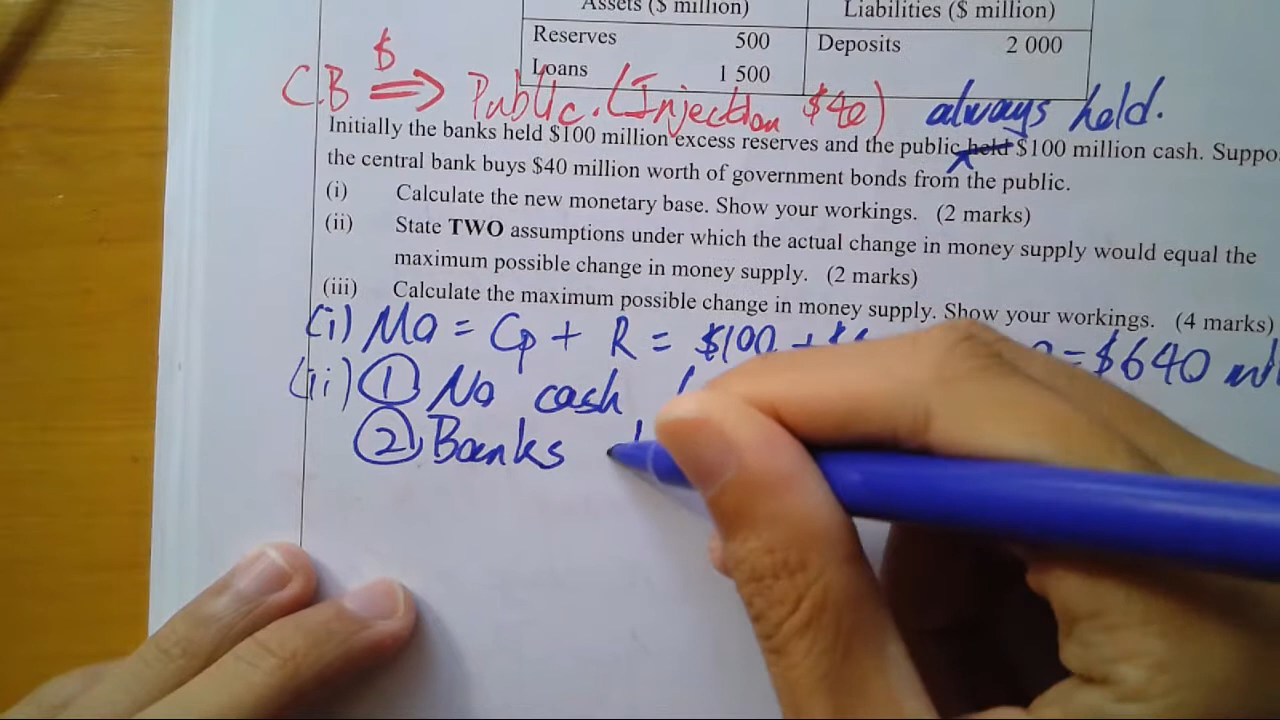 Assets ($ million) Liabilities ($ million)
Reserves 500 Deposits 2 000
Loans 1 500
$
CB ⇒ Public. (Injection $40) always held.
Initially the banks held $100 million excess reserves and the public held $100 million cash. Suppo
the central bank buys $40 million worth of government bonds from the public.
(i) Calculate the new monetary base. Show your workings. (2 marks)
(ii) State TWO assumptions under which the actual change in money supply would equal the
maximum possible change in money supply. (2 marks)
(iii) Calculate the maximum possible change in money supply. Show your workings. (4 marks)
(i) = Cp + R = $100 + = $640
(ii) ① No cash
② Banks